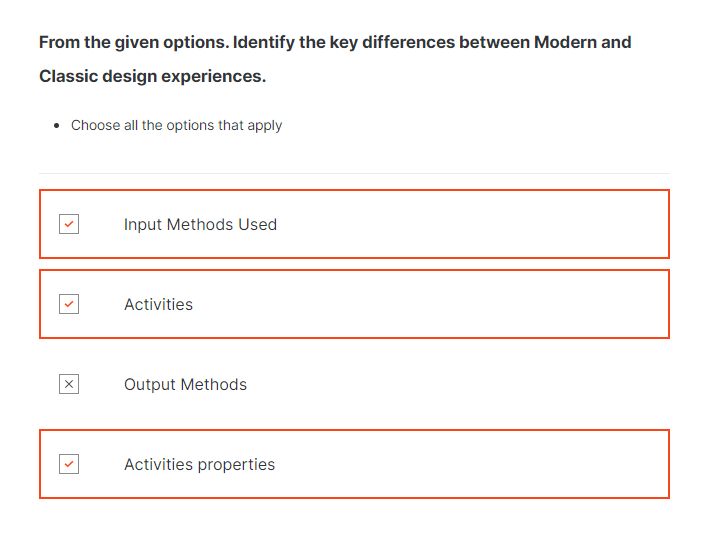 From the given options. Identify the key differences between Modern and
Classic design experiences.
• Choose all the options that apply
Input Methods Used
Activities
Output Methods
Activities properties